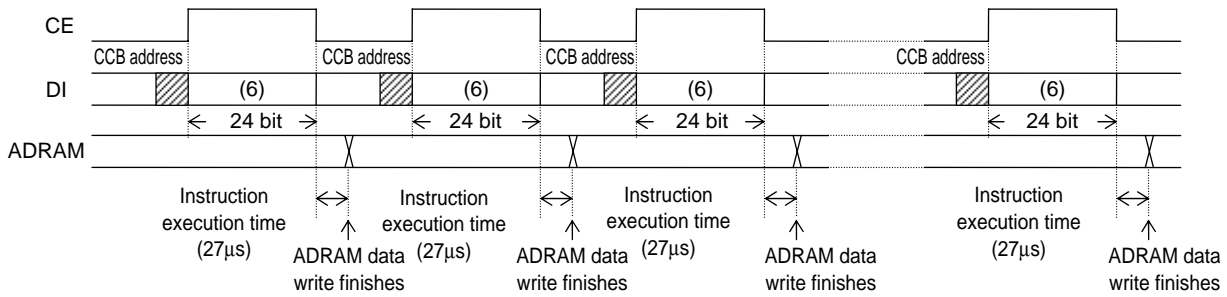 CE
CCB address CCB address CCB address CCB address
DI (6) (6) (6) (6)
24 bit 24 bit 24 bit 24 bit
ADRAM
Instruction Instruction Instruction Instruction
execution time execution time execution time execution time
(27μs) (27μs) (27μs) (27μs)
ADRAM data ADRAM data ADRAM data ADRAM data
write finishes write finishes write finishes write finishes